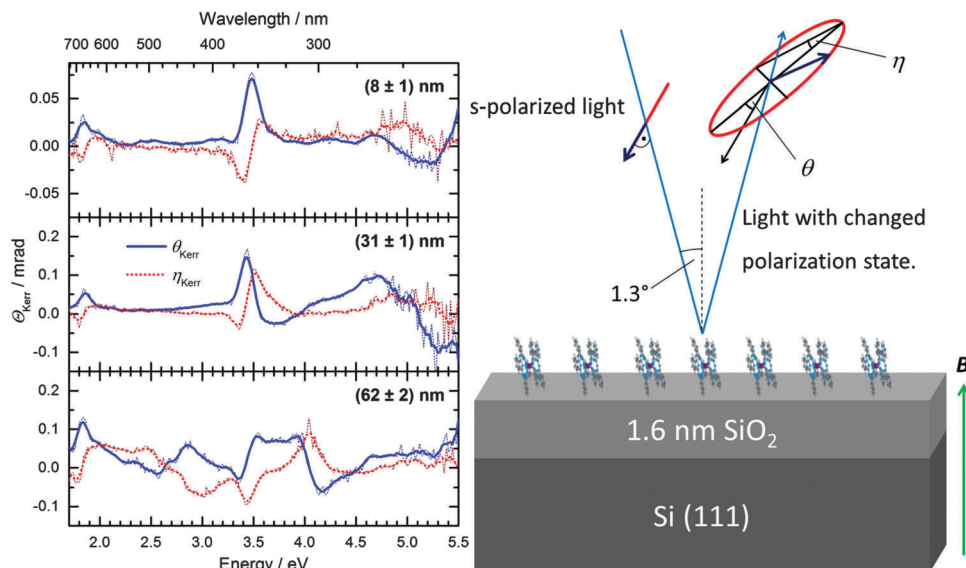 Wavelength / nm
700 600 500 400 300
(8 ± 1) nm
0.05
0.00
-0.05
(31 ± 1) nm
θKerr
ηKerr
0.2
0.1
0.0
-0.1
ΘKerr / mrad
(62 ± 2) nm
0.2
0.1
0.0
-0.1
2.0 2.5 3.0 3.5 4.0 4.5 5.0 5.5
Energy / eV
s-polarized light
η
θ
Light with changed
polarization state.
1.3°
B
1.6 nm SiO₂
Si (111)